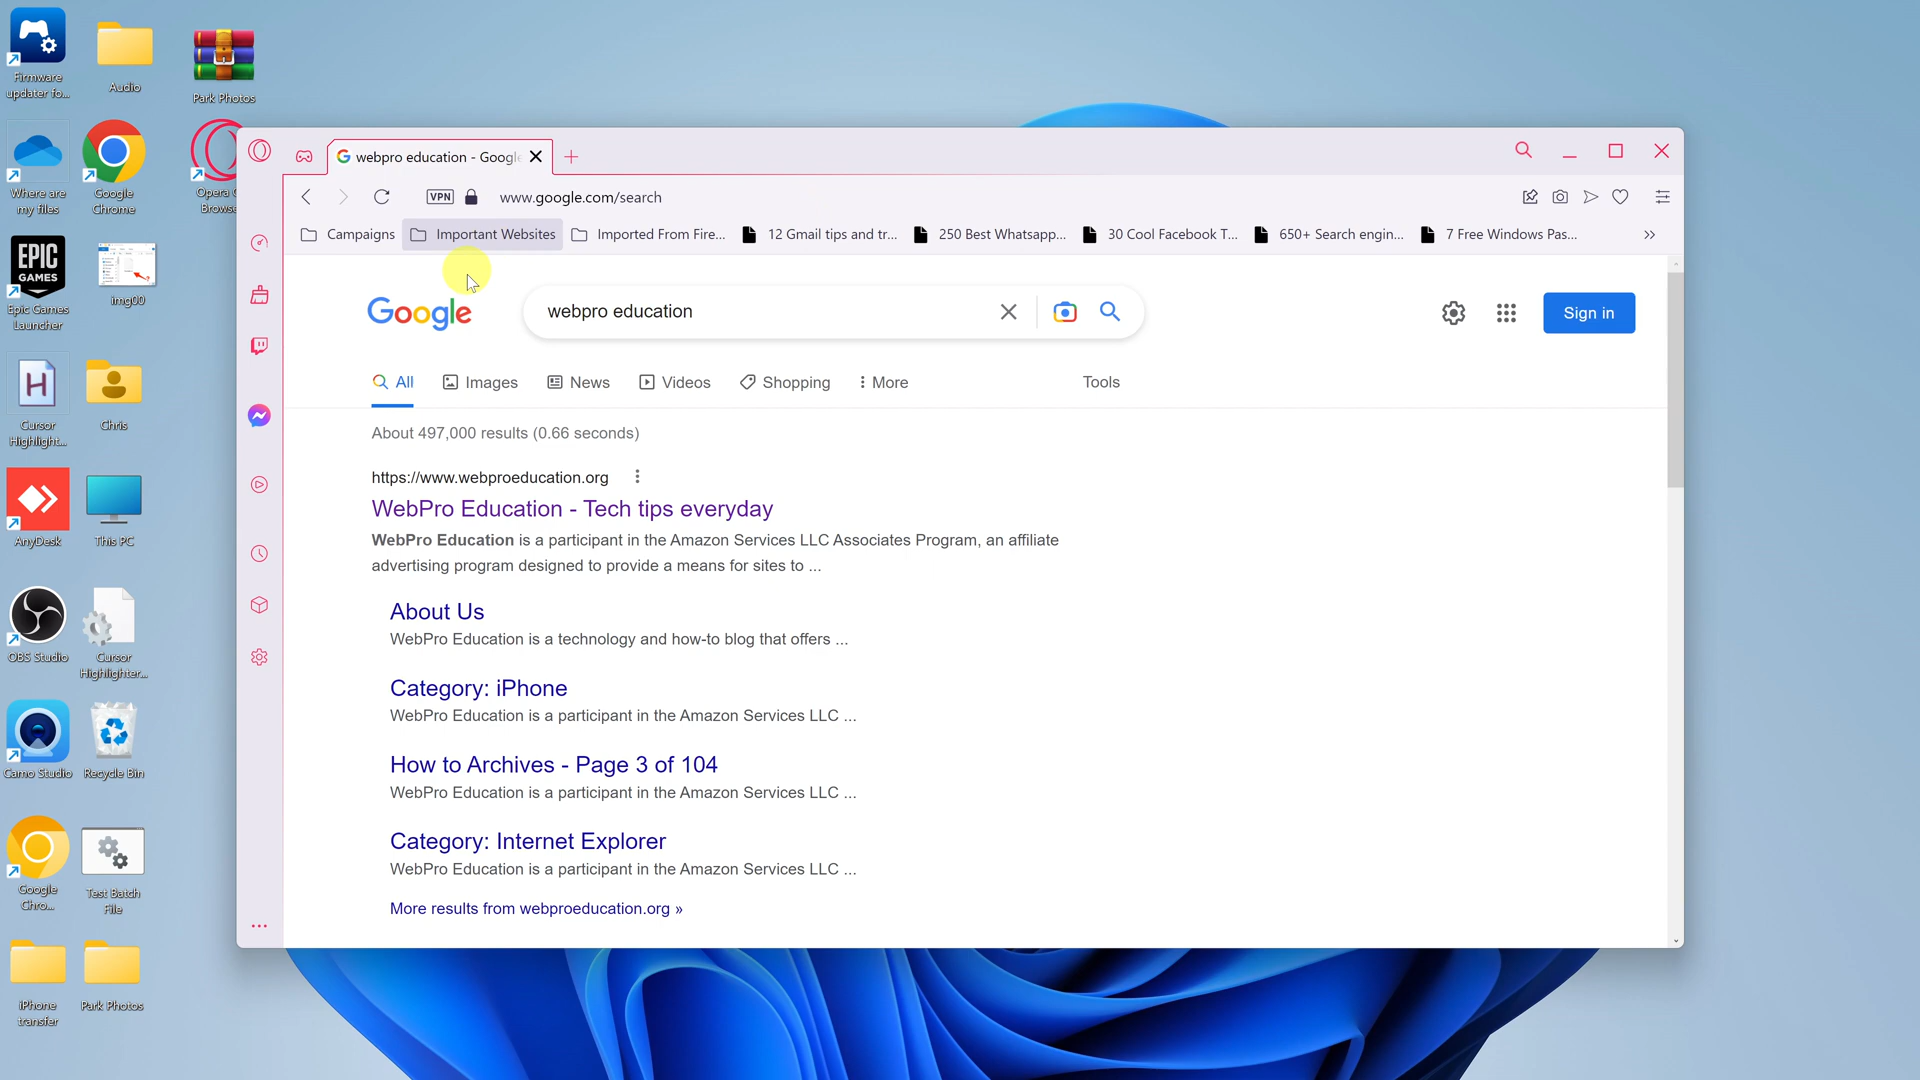 Firmware
updater fo...
Audio
Park Photos
Where are
my files
Google
Chrome
Opera
Browse
EPIC
GAMES
Epic Games
Launcher
img00
H
Cursor
Highlight...
Chris
AnyDesk
This PC
OBS Studio
Cursor
Highlighter...
Camo Studio
Recycle Bin
Google
Chro...
Test Batch
File
iPhone
transfer
Park Photos
webpro education - Google
VPN
www.google.com/search
Campaigns
Important Websites
Imported From Fire...
12 Gmail tips and tr...
250 Best Whatsapp...
30 Cool Facebook T...
650+ Search engin...
7 Free Windows Pas...
»
Google
webpro education
Sign in
All
Images
News
Videos
Shopping
More
Tools
About 497,000 results (0.66 seconds)
https://www.webproeducation.org
WebPro Education - Tech tips everyday
WebPro Education is a participant in the Amazon Services LLC Associates Program, an affiliate
advertising program designed to provide a means for sites to ...
About Us
WebPro Education is a technology and how-to blog that offers ...
Category: iPhone
WebPro Education is a participant in the Amazon Services LLC ...
How to Archives - Page 3 of 104
WebPro Education is a participant in the Amazon Services LLC ...
Category: Internet Explorer
WebPro Education is a participant in the Amazon Services LLC ...
More results from webproeducation.org »